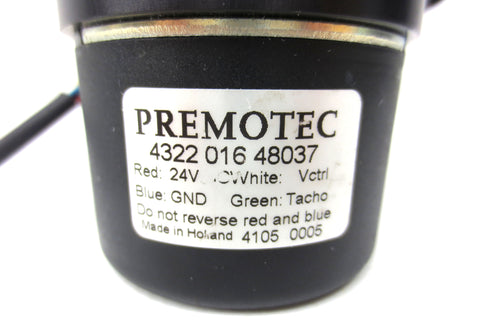 PREMOTEC
4322 016 48037
Red: 24V White: Vctrl
Blue: GND Green: Tacho
Do not reverse red and blue
Made in Holland 4105 0005